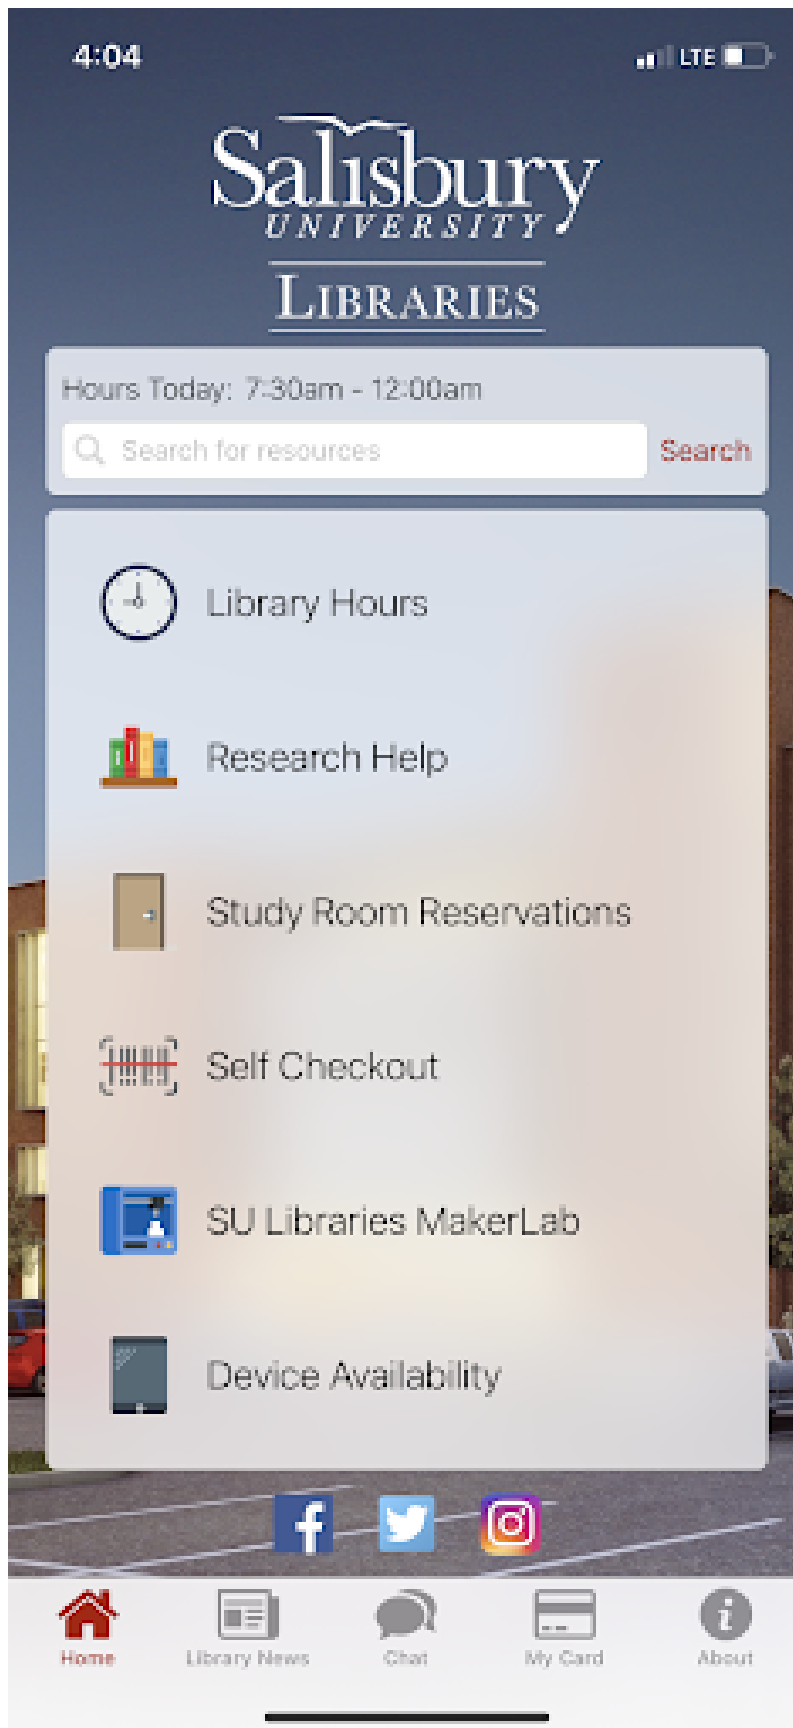 4:04
LTE
Salisbury
UNIVERSITY
LIBRARIES
Hours Today: 7:30am - 12:00am
Search for resources
Search
Library Hours
Research Help
Study Room Reservations
Self Checkout
SU Libraries MakerLab
Device Availability
Home
Library News
Chat
My Card
About